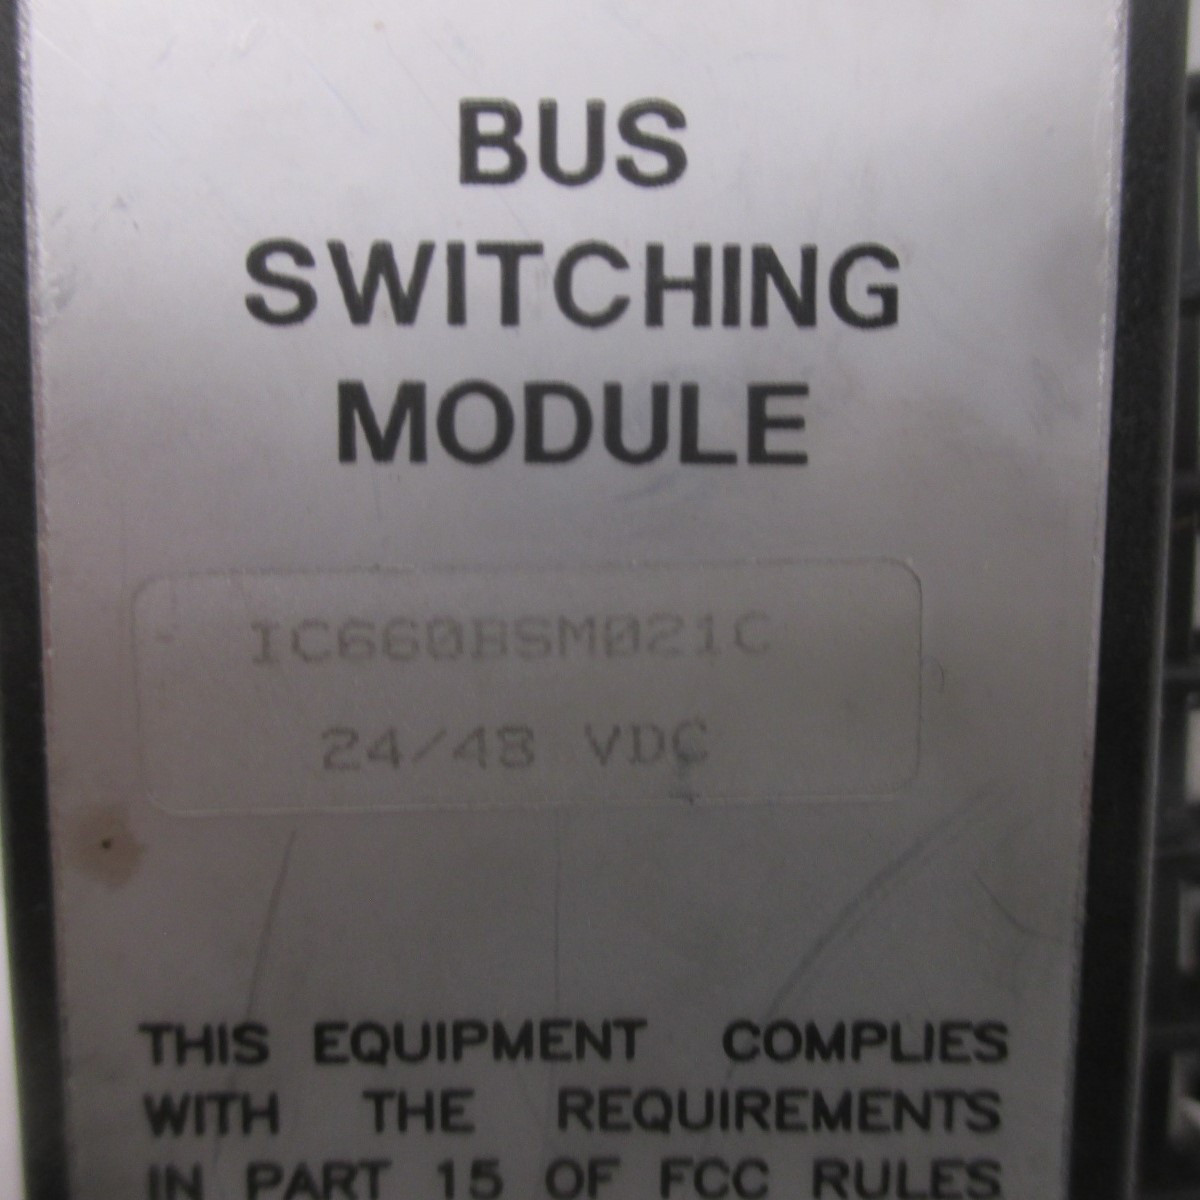 BUS
SWITCHING
MODULE
IC660BSM021C
24/48 VDC
THIS EQUIPMENT COMPLIES
WITH THE REQUIREMENTS
IN PART 15 OF FCC RULES